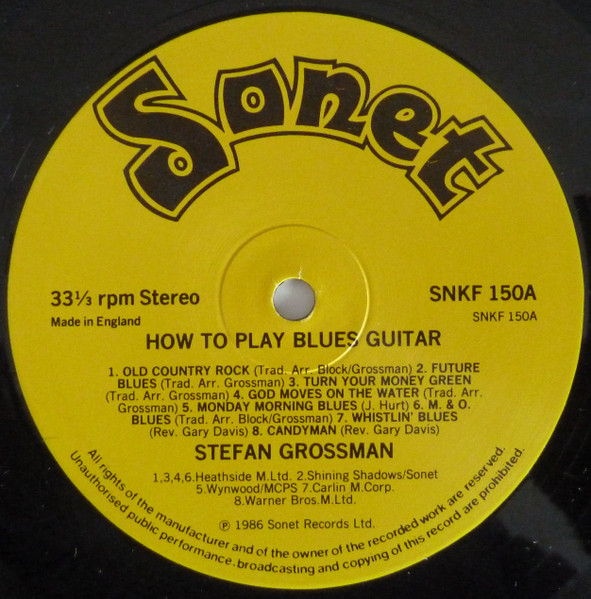 Sonet
33⅓ rpm Stereo
Made in England
SNKF 150A
SNKF 150A
HOW TO PLAY BLUES GUITAR
1. OLD COUNTRY ROCK (Trad. Arr. Block/Grossman) 2. FUTURE
BLUES (Trad. Arr. Grossman) 3. TURN YOUR MONEY GREEN
(Trad. Arr. Grossman) 4. GOD MOVES ON THE WATER (Trad. Arr.
Grossman) 5. MONDAY MORNING BLUES (J. Hurt) 6. M. & O.
BLUES (Trad. Arr. Block/Grossman) 7. WHISTLIN' BLUES
(Rev. Gary Davis) 8. CANDYMAN (Rev. Gary Davis)
STEFAN GROSSMAN
1,3,4,6.Heathside M.Ltd. 2.Shining Shadows/Sonet
5.Wynwood/MCPS 7.Carlin M.Corp.
8.Warner Bros.M.Ltd.
℗ 1986 Sonet Records Ltd.
All rights of the manufacturer and of the owner of the recorded work are reserved.
Unauthorised public performance, broadcasting and copying of this record are prohibited.